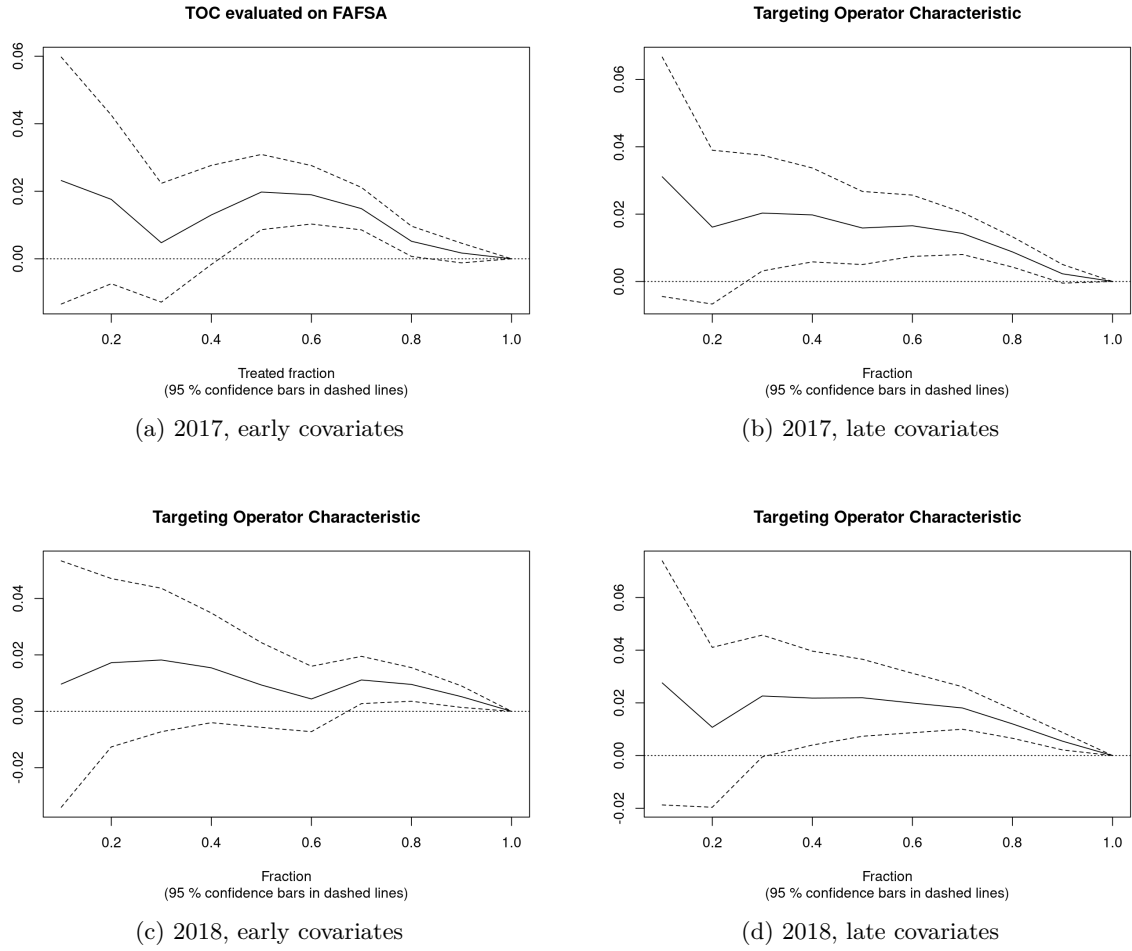 TOC evaluated on FAFSA
0.06
0.04
0.02
0.00
0.2 0.4 0.6 0.8 1.0
Treated fraction
(95 % confidence bars in dashed lines)
(a) 2017, early covariates
Targeting Operator Characteristic
0.06
0.04
0.02
0.00
0.2 0.4 0.6 0.8 1.0
Fraction
(95 % confidence bars in dashed lines)
(b) 2017, late covariates
Targeting Operator Characteristic
0.04
0.02
0.00
-0.02
0.2 0.4 0.6 0.8 1.0
Fraction
(95 % confidence bars in dashed lines)
(c) 2018, early covariates
Targeting Operator Characteristic
0.06
0.04
0.02
0.00
-0.02
0.2 0.4 0.6 0.8 1.0
Fraction
(95 % confidence bars in dashed lines)
(d) 2018, late covariates